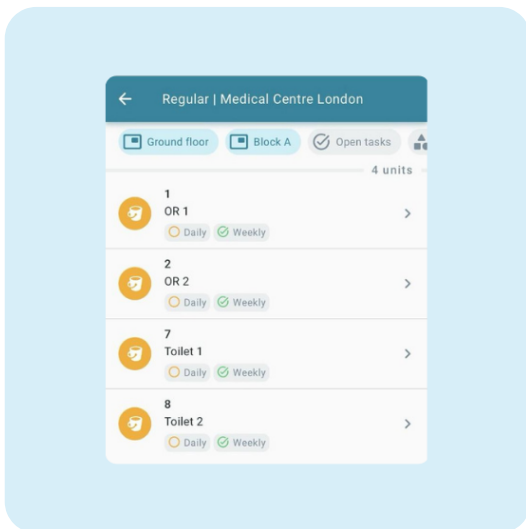 Regular | Medical Centre London
Ground floor Block A Open tasks
4 units
1
OR 1
Daily Weekly
2
OR 2
Daily Weekly
7
Toilet 1
Daily Weekly
8
Toilet 2
Daily Weekly